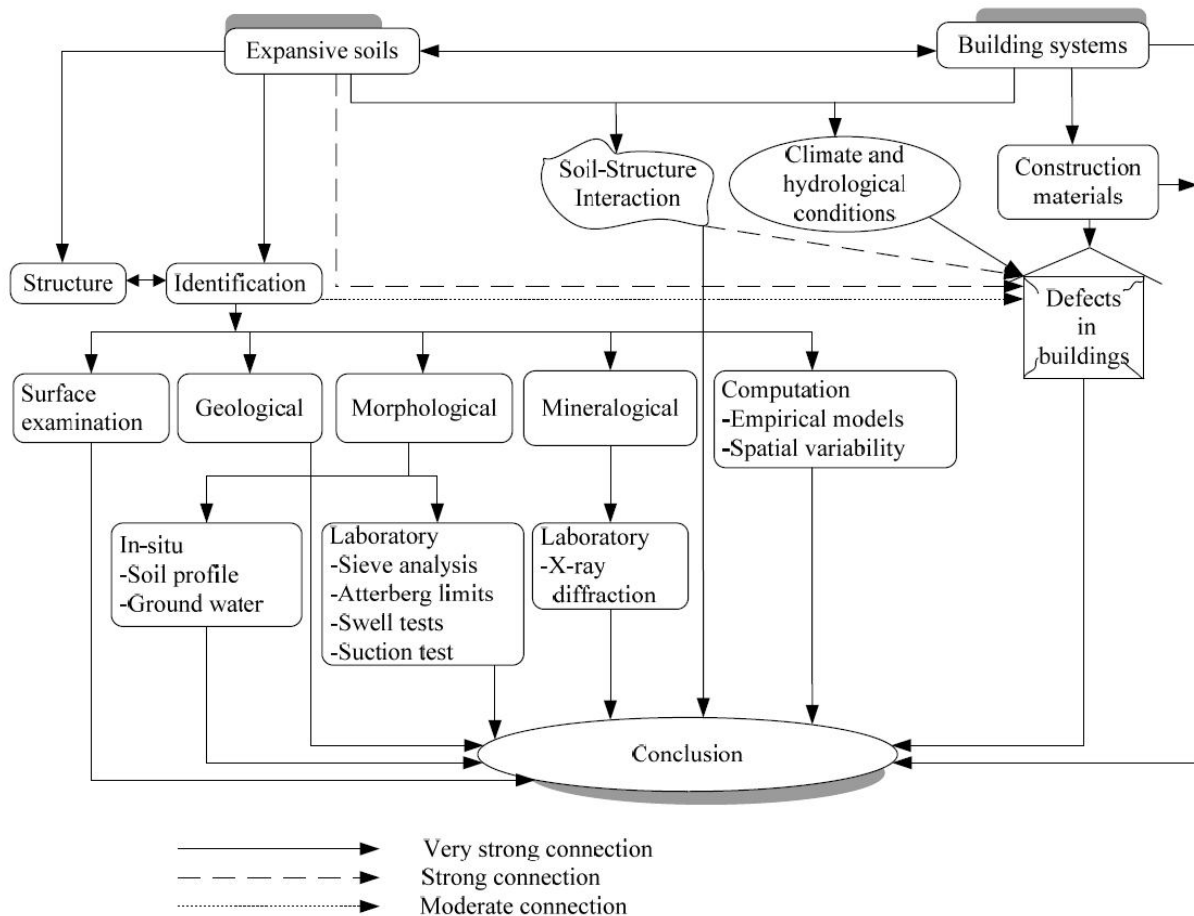 Expansive soils
Building systems
Soil-Structure
Interaction
Climate and
hydrological
conditions
Construction
materials
Structure
Identification
Defects
in
buildings
Surface
examination
Geological
Morphological
Mineralogical
Computation
-Empirical models
-Spatial variability
In-situ
-Soil profile
-Ground water
Laboratory
-Sieve analysis
-Atterberg limits
-Swell tests
-Suction test
Laboratory
-X-ray
diffraction
Conclusion
Very strong connection
Strong connection
Moderate connection